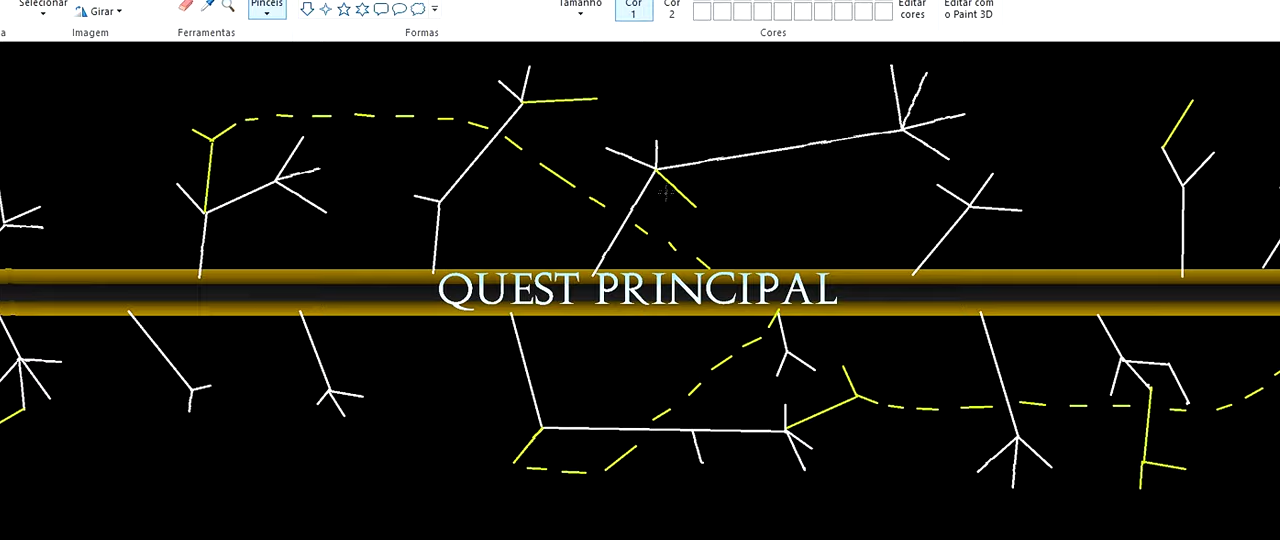 Selecionar
Girar
Pincéis
Tamanho
Cor
1
Cor
2
Editar
cores
Editar com
o Paint 3D
a
Imagem
Ferramentas
Formas
Cores
QUEST PRINCIPAL